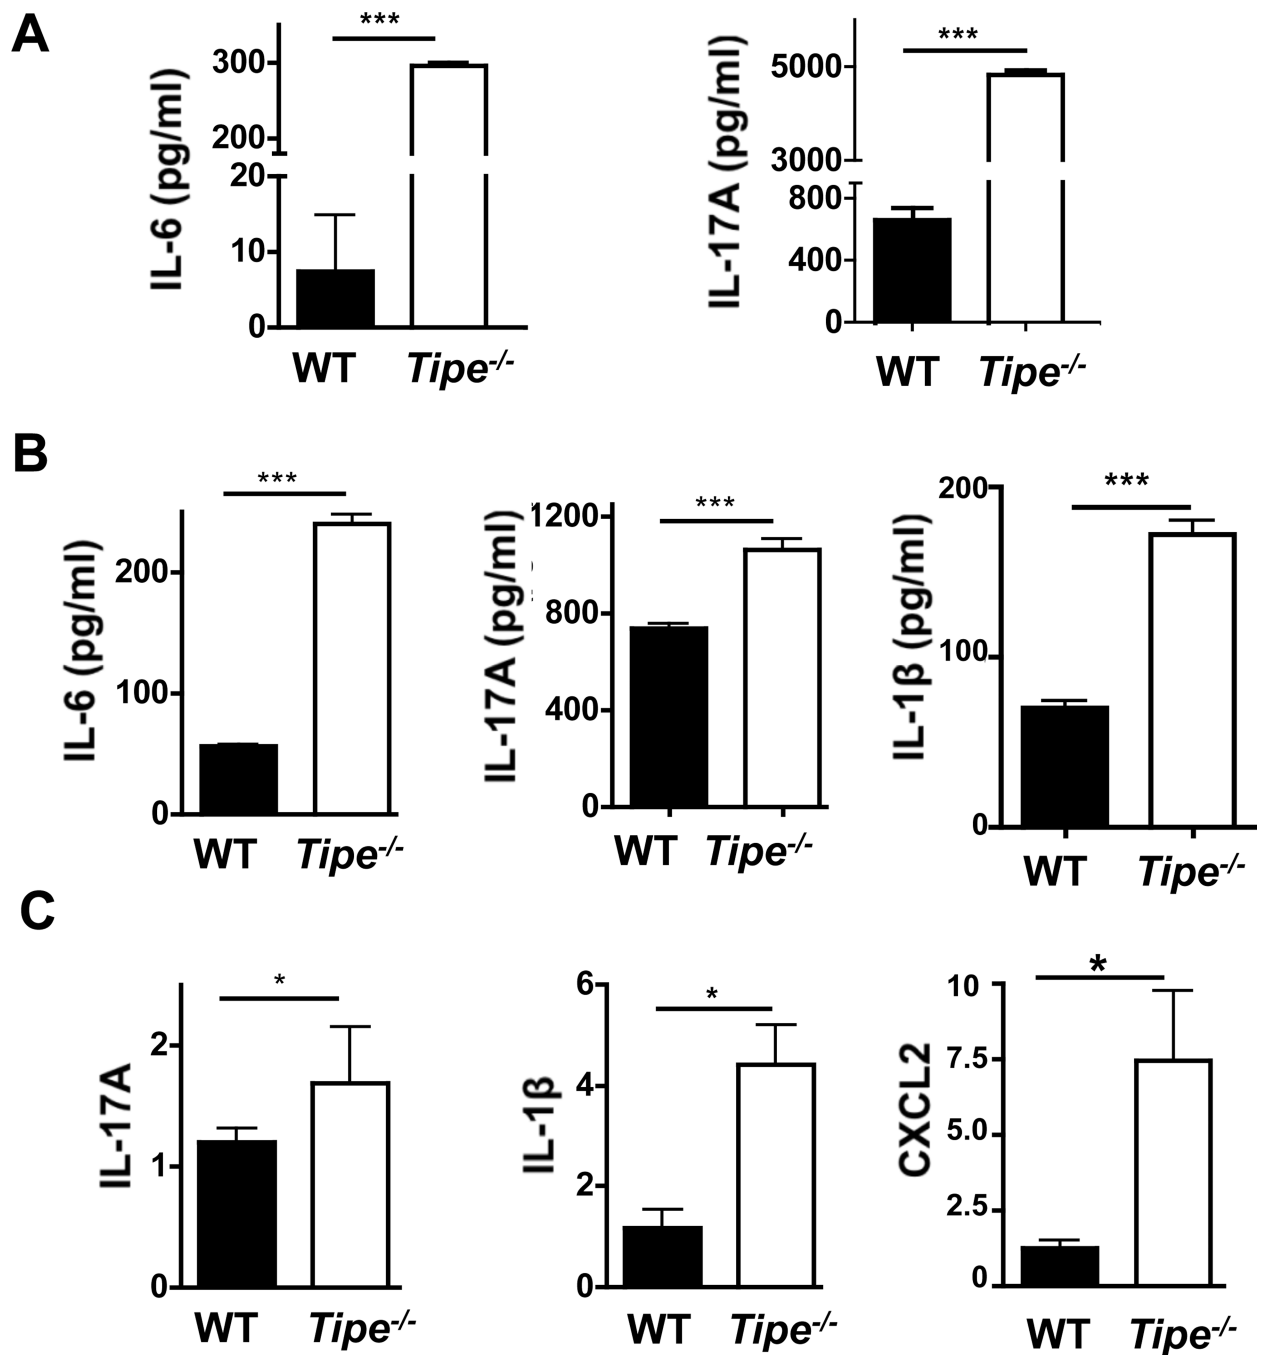 A
***
IL-6 (pg/ml)
300
200
20
10
0
WT Tipe-/-
***
IL-17A (pg/ml)
5000
3000
800
400
0
WT Tipe-/-
B
***
IL-6 (pg/ml)
200
100
0
WT Tipe-/-
***
IL-17A (pg/ml)
1200
800
400
0
WT Tipe-/-
***
IL-1β (pg/ml)
200
100
0
WT Tipe-/-
C
*
IL-17A
2
1
0
WT Tipe-/-
*
IL-1β
6
4
2
0
WT Tipe-/-
*
CXCL2
10
7.5
5.0
2.5
0
WT Tipe-/-